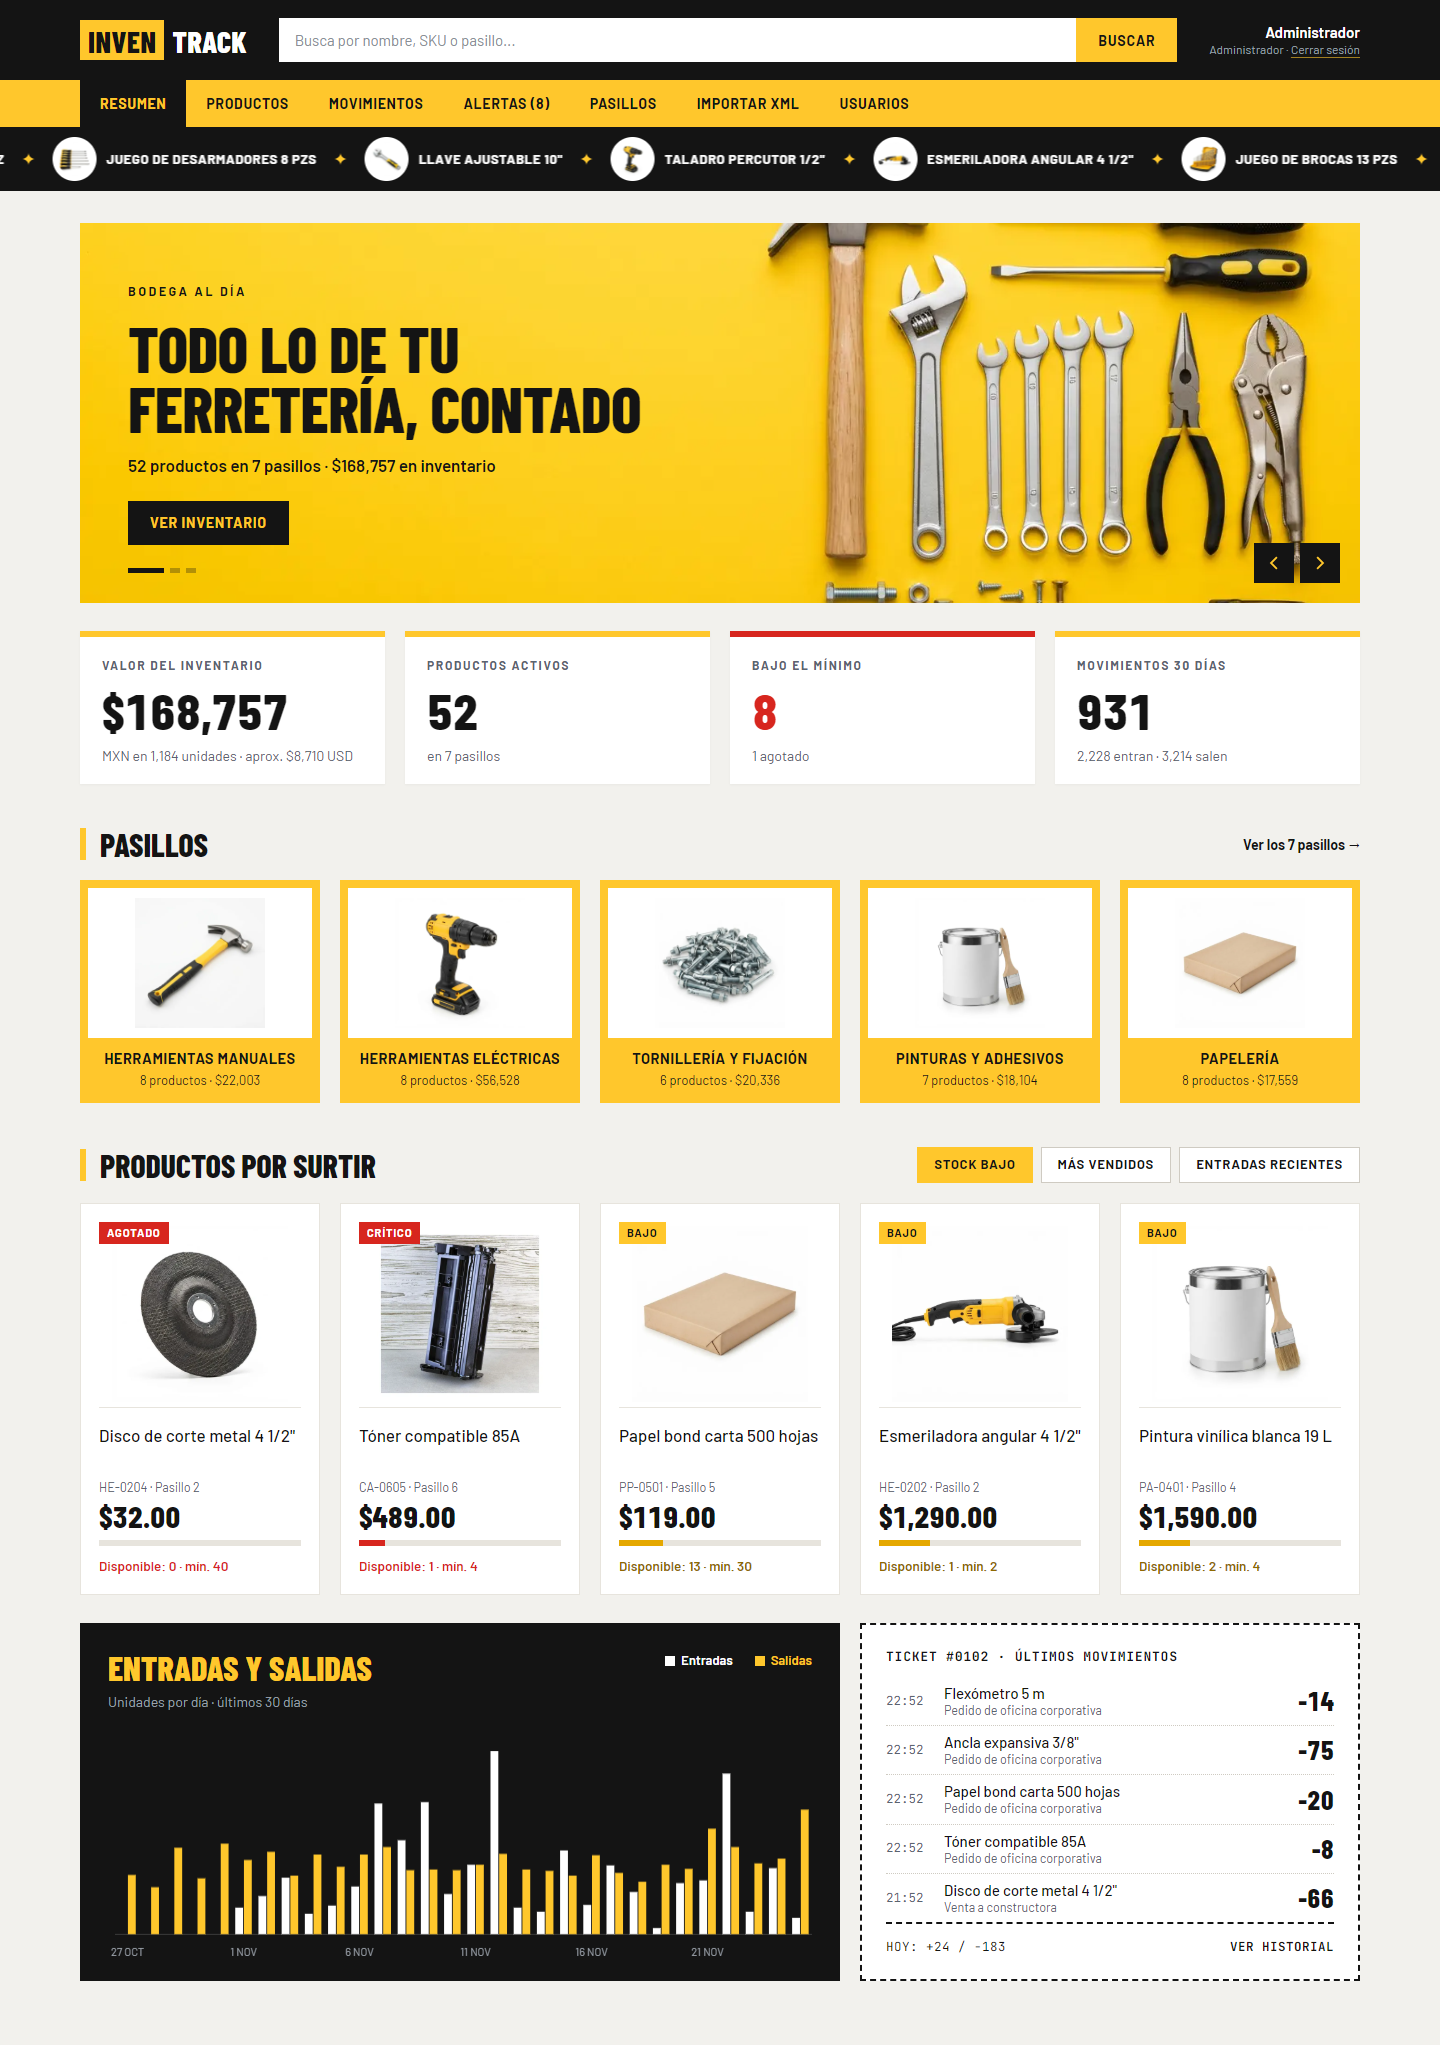 INVEN TRACK
Busca por nombre, SKU o pasillo...
BUSCAR
Administrador
Administrador · Cerrar sesión
RESUMEN
PRODUCTOS
MOVIMIENTOS
ALERTAS (8)
PASILLOS
IMPORTAR XML
USUARIOS
Z ✦ JUEGO DE DESARMADORES 8 PZS ✦ LLAVE AJUSTABLE 10" ✦ TALADRO PERCUTOR 1/2" ✦ ESMERILADORA ANGULAR 4 1/2" ✦ JUEGO DE BROCAS 13 PZS ✦
BODEGA AL DÍA
TODO LO DE TU
FERRETERÍA, CONTADO
52 productos en 7 pasillos · $168,757 en inventario
VER INVENTARIO
VALOR DEL INVENTARIO
$168,757
MXN en 1,184 unidades · aprox. $8,710 USD
PRODUCTOS ACTIVOS
52
en 7 pasillos
BAJO EL MÍNIMO
8
1 agotado
MOVIMIENTOS 30 DÍAS
931
2,228 entran · 3,214 salen
PASILLOS
Ver los 7 pasillos →
HERRAMIENTAS MANUALES
8 productos · $22,003
HERRAMIENTAS ELÉCTRICAS
8 productos · $56,528
TORNILLERÍA Y FIJACIÓN
6 productos · $20,336
PINTURAS Y ADHESIVOS
7 productos · $18,104
PAPELERÍA
8 productos · $17,559
PRODUCTOS POR SURTIR
STOCK BAJO
MÁS VENDIDOS
ENTRADAS RECIENTES
AGOTADO
Disco de corte metal 4 1/2"
HE-0204 · Pasillo 2
$32.00
Disponible: 0 · mín. 40
CRÍTICO
Tóner compatible 85A
CA-0605 · Pasillo 6
$489.00
Disponible: 1 · mín. 4
BAJO
Papel bond carta 500 hojas
PP-0501 · Pasillo 5
$119.00
Disponible: 13 · mín. 30
BAJO
Esmeriladora angular 4 1/2"
HE-0202 · Pasillo 2
$1,290.00
Disponible: 1 · mín. 2
BAJO
Pintura vinílica blanca 19 L
PA-0401 · Pasillo 4
$1,590.00
Disponible: 2 · mín. 4
ENTRADAS Y SALIDAS
Unidades por día · últimos 30 días
Entradas
Salidas
27 OCT
1 NOV
6 NOV
11 NOV
16 NOV
21 NOV
TICKET #0102 · ÚLTIMOS MOVIMIENTOS
22:52 Flexómetro 5 m -14
Pedido de oficina corporativa
22:52 Ancla expansiva 3/8" -75
Pedido de oficina corporativa
22:52 Papel bond carta 500 hojas -20
Pedido de oficina corporativa
22:52 Tóner compatible 85A -8
Pedido de oficina corporativa
21:52 Disco de corte metal 4 1/2" -66
Venta a constructora
HOY: +24 / -183
VER HISTORIAL